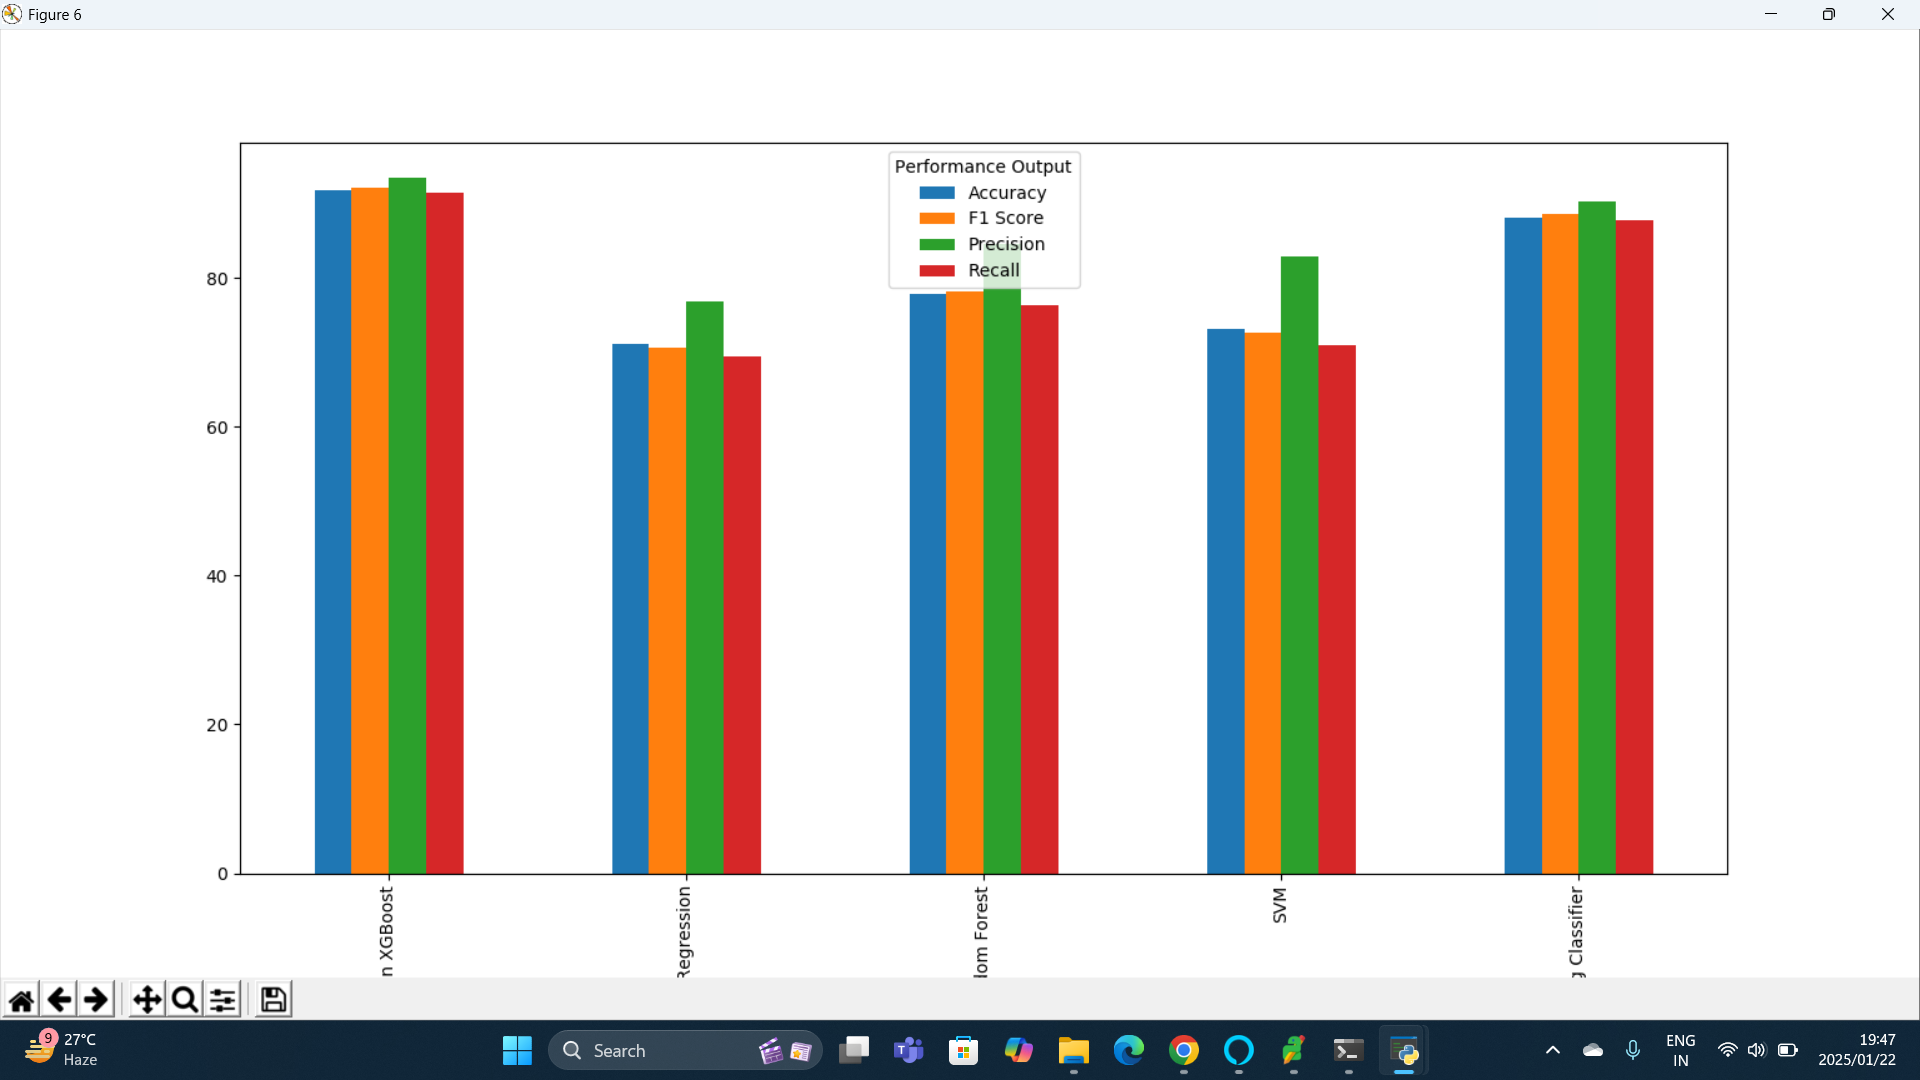 Figure 6
Performance Output
Accuracy
F1 Score
Precision
Recall
80
60
40
20
0
n XGBoost
Regression
dom Forest
SVM
g Classifier
9
27°C
Haze
Search
ENG
IN
19:47
2025/01/22